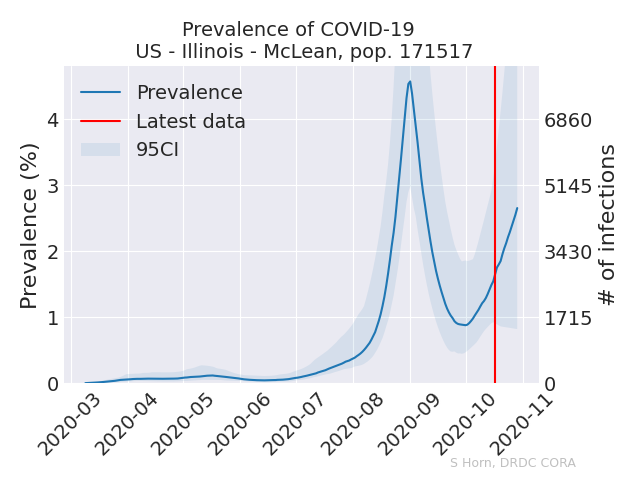 Prevalence of COVID-19
US - Illinois - McLean, pop. 171517
Prevalence
Latest data
95CI
Prevalence (%)
4
3
2
1
0
6860
5145
3430
1715
0
# of infections
2020-03
2020-04
2020-05
2020-06
2020-07
2020-08
2020-09
2020-10
2020-11
S Horn, DRDC CORA